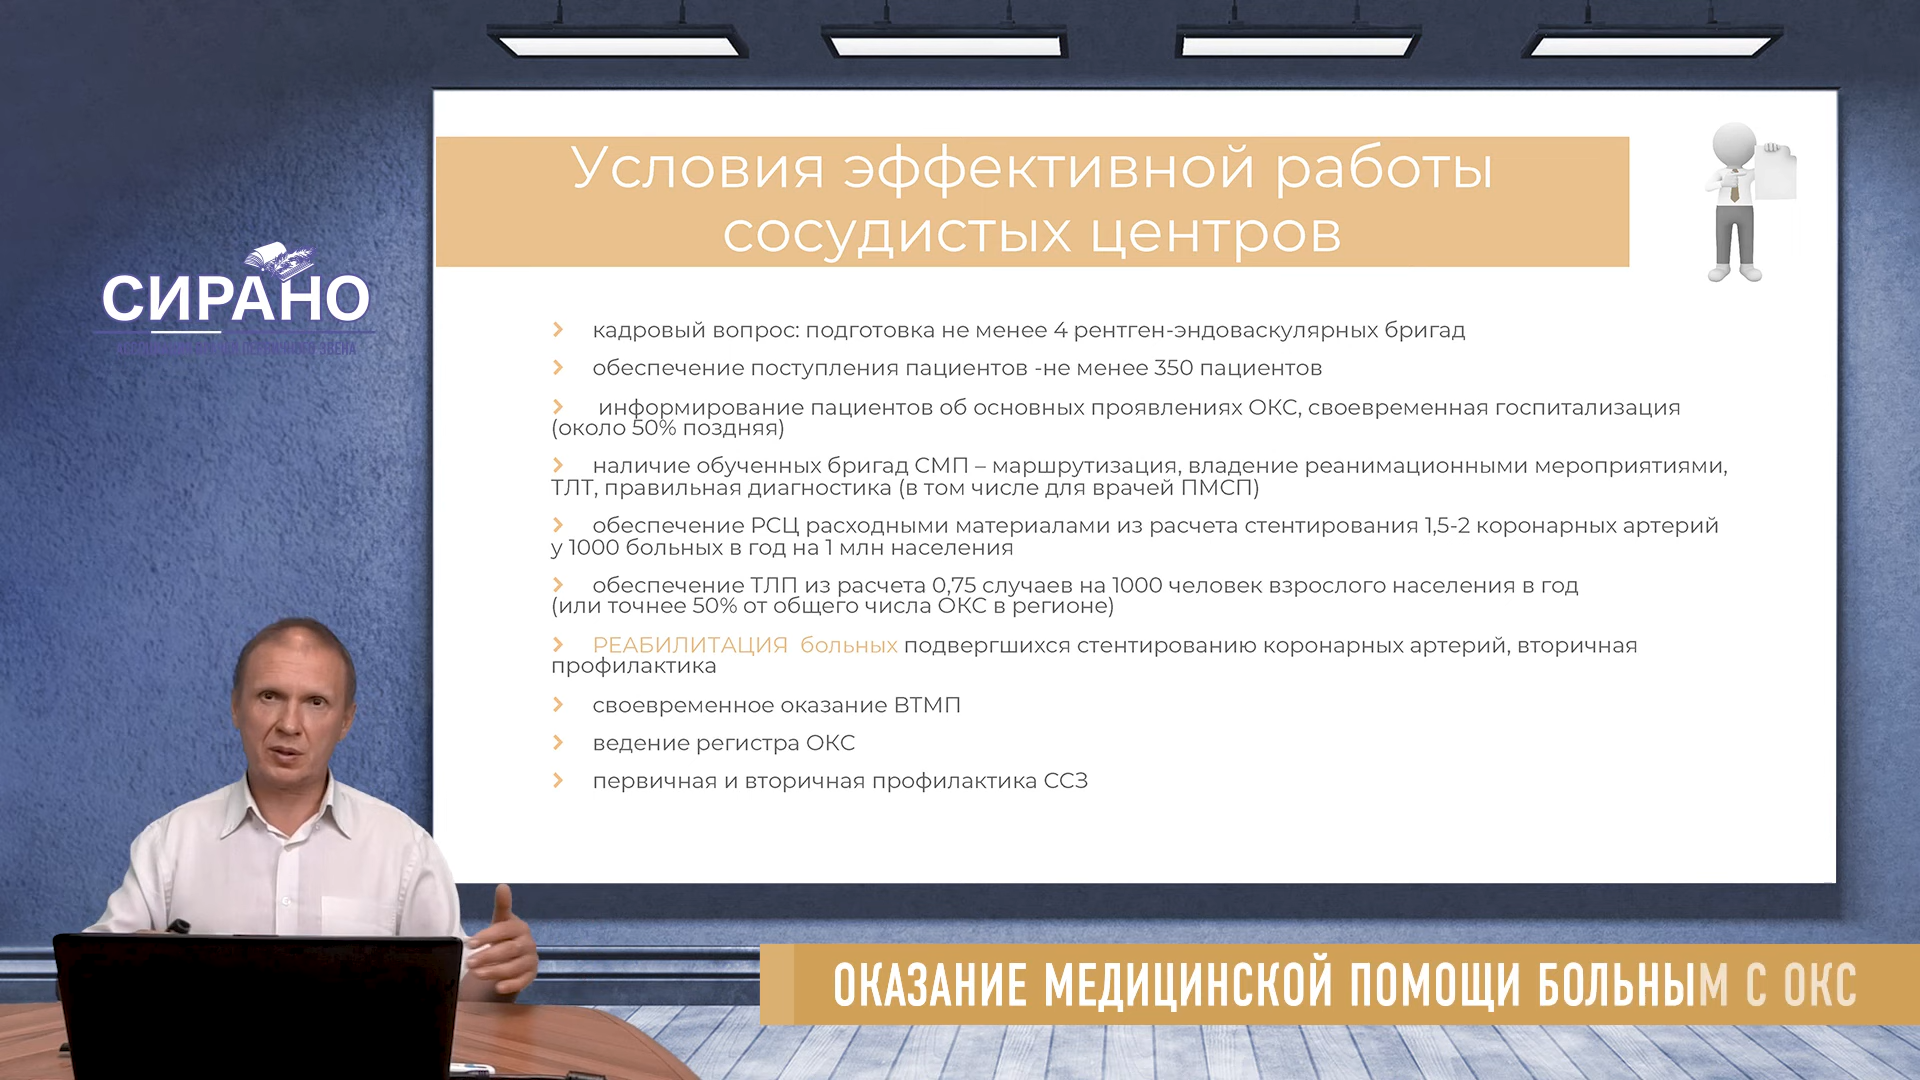 Условия эффективной работы
сосудистых центров
СИРАНО
кадровый вопрос: подготовка не менее 4 рентген-эндоваскулярных бригад
обеспечение поступления пациентов -не менее 350 пациентов
информирование пациентов об основных проявлениях ОКС, своевременная госпитализация
(около 50% поздняя)
наличие обученных бригад СМП – маршрутизация, владение реанимационными мероприятиями,
ТЛТ, правильная диагностика (в том числе для врачей ПМСП)
обеспечение РСЦ расходными материалами из расчета стентирования 1,5-2 коронарных артерий
у 1000 больных в год на 1 млн населения
обеспечение ТЛП из расчета 0,75 случаев на 1000 человек взрослого населения в год
(или точнее 50% от общего числа ОКС в регионе)
РЕАБИЛИТАЦИЯ больных подвергшихся стентированию коронарных артерий, вторичная
профилактика
своевременное оказание ВТМП
ведение регистра ОКС
первичная и вторичная профилактика ССЗ
ОКАЗАНИЕ МЕДИЦИНСКОЙ ПОМОЩИ БОЛЬНЫМ С ОКС